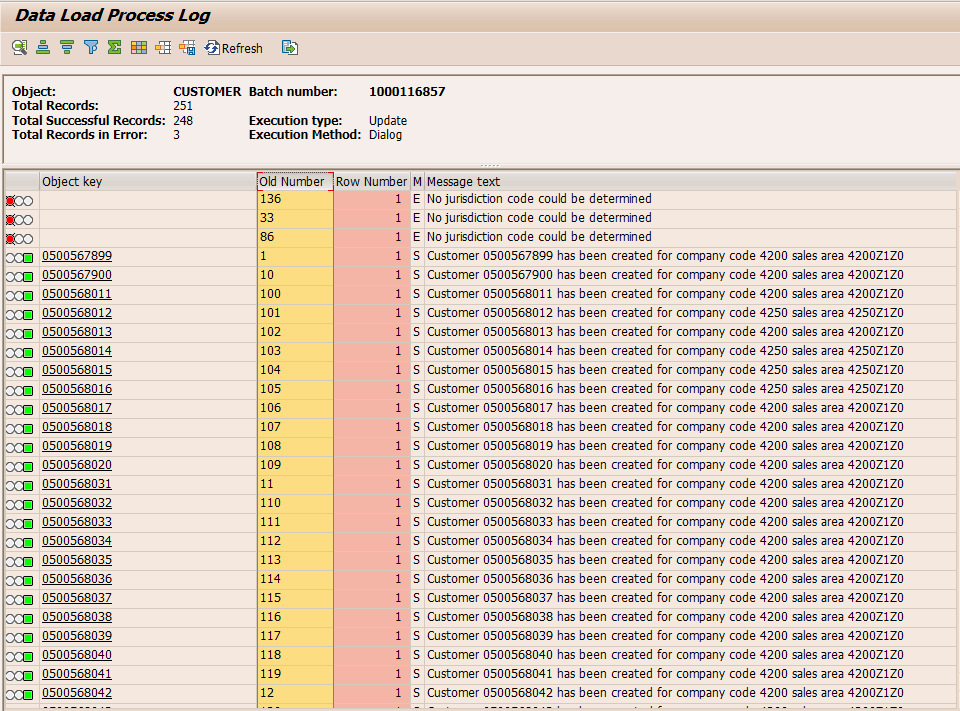 Data Load Process Log
Refresh
Object: CUSTOMER Batch number: 1000116857
Total Records: 251
Total Successful Records: 248 Execution type: Update
Total Records in Error: 3 Execution Method: Dialog
Object key Old Number Row Number M Message text
136 1 E No jurisdiction code could be determined
33 1 E No jurisdiction code could be determined
86 1 E No jurisdiction code could be determined
0500567899 1 1 S Customer 0500567899 has been created for company code 4200 sales area 4200Z1Z0
0500567900 10 1 S Customer 0500567900 has been created for company code 4200 sales area 4200Z1Z0
0500568011 100 1 S Customer 0500568011 has been created for company code 4200 sales area 4200Z1Z0
0500568012 101 1 S Customer 0500568012 has been created for company code 4250 sales area 4250Z1Z0
0500568013 102 1 S Customer 0500568013 has been created for company code 4200 sales area 4200Z1Z0
0500568014 103 1 S Customer 0500568014 has been created for company code 4250 sales area 4250Z1Z0
0500568015 104 1 S Customer 0500568015 has been created for company code 4250 sales area 4250Z1Z0
0500568016 105 1 S Customer 0500568016 has been created for company code 4250 sales area 4250Z1Z0
0500568017 106 1 S Customer 0500568017 has been created for company code 4200 sales area 4200Z1Z0
0500568018 107 1 S Customer 0500568018 has been created for company code 4200 sales area 4200Z1Z0
0500568019 108 1 S Customer 0500568019 has been created for company code 4200 sales area 4200Z1Z0
0500568020 109 1 S Customer 0500568020 has been created for company code 4200 sales area 4200Z1Z0
0500568031 11 1 S Customer 0500568031 has been created for company code 4200 sales area 4200Z1Z0
0500568032 110 1 S Customer 0500568032 has been created for company code 4200 sales area 4200Z1Z0
0500568033 111 1 S Customer 0500568033 has been created for company code 4200 sales area 4200Z1Z0
0500568034 112 1 S Customer 0500568034 has been created for company code 4200 sales area 4200Z1Z0
0500568035 113 1 S Customer 0500568035 has been created for company code 4200 sales area 4200Z1Z0
0500568036 114 1 S Customer 0500568036 has been created for company code 4200 sales area 4200Z1Z0
0500568037 115 1 S Customer 0500568037 has been created for company code 4200 sales area 4200Z1Z0
0500568038 116 1 S Customer 0500568038 has been created for company code 4200 sales area 4200Z1Z0
0500568039 117 1 S Customer 0500568039 has been created for company code 4200 sales area 4200Z1Z0
0500568040 118 1 S Customer 0500568040 has been created for company code 4200 sales area 4200Z1Z0
0500568041 119 1 S Customer 0500568041 has been created for company code 4200 sales area 4200Z1Z0
0500568042 12 1 S Customer 0500568042 has been created for company code 4200 sales area 4200Z1Z0